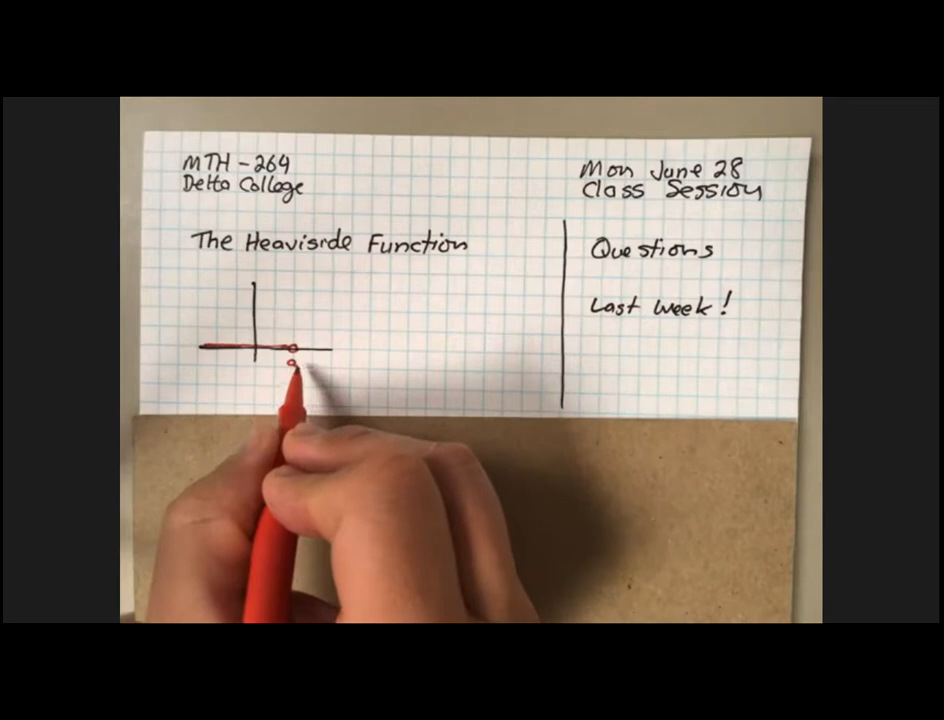 MTH - 264
Delta College
Mon June 28
Class Session
The Heaviside Function
Questions
Last Week!
a